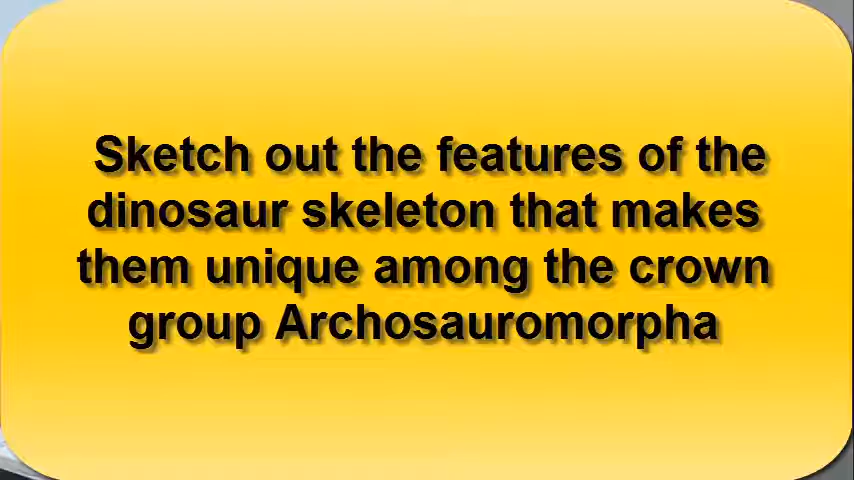 Sketch out the features of the
dinosaur skeleton that makes
them unique among the crown
group Archosauromorpha